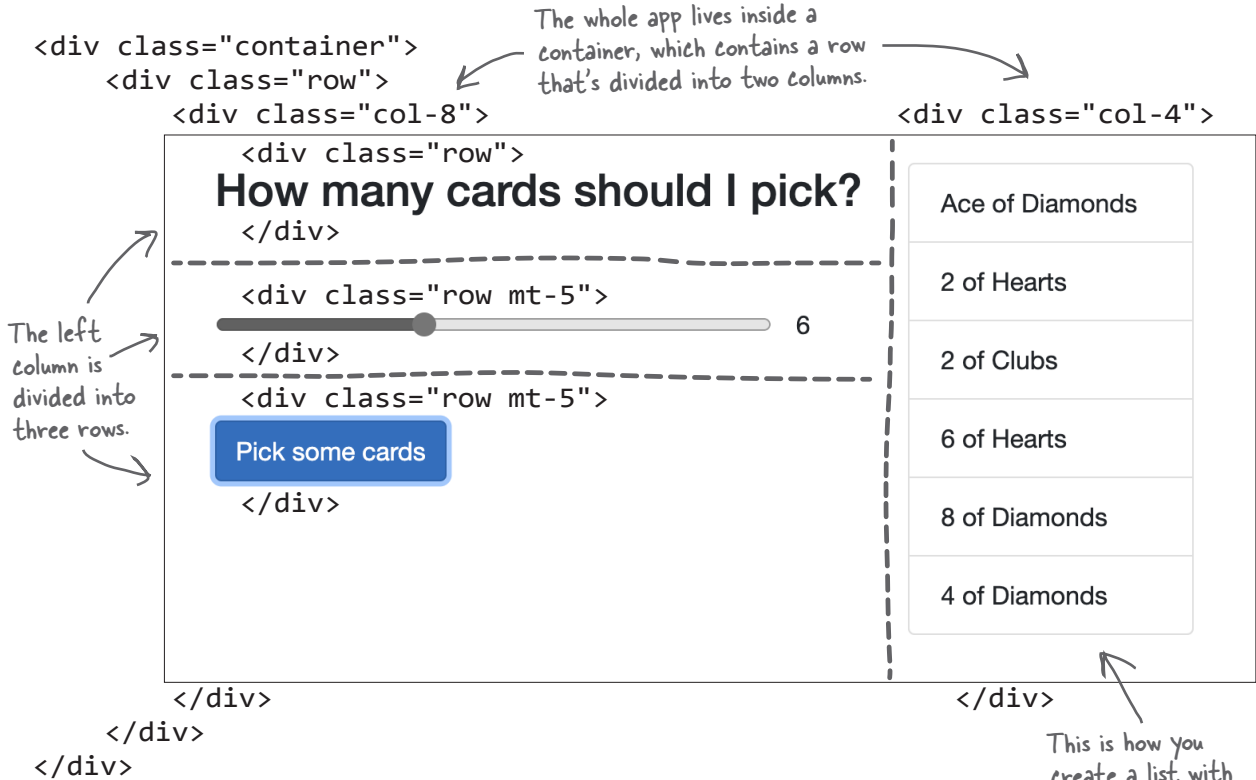 The whole app lives inside a
container, which contains a row
that's divided into two columns.
<div class="container">
<div class="row">
<div class="col-8">
<div class="row">
How many cards should I pick?
</div>
<div class="row mt-5">
6
</div>
<div class="row mt-5">
Pick some cards
</div>
The left
column is
divided into
three rows.
<div class="col-4">
Ace of Diamonds
2 of Hearts
2 of Clubs
6 of Hearts
8 of Diamonds
4 of Diamonds
</div>
</div>
</div>
</div>
This is how you
create a list with